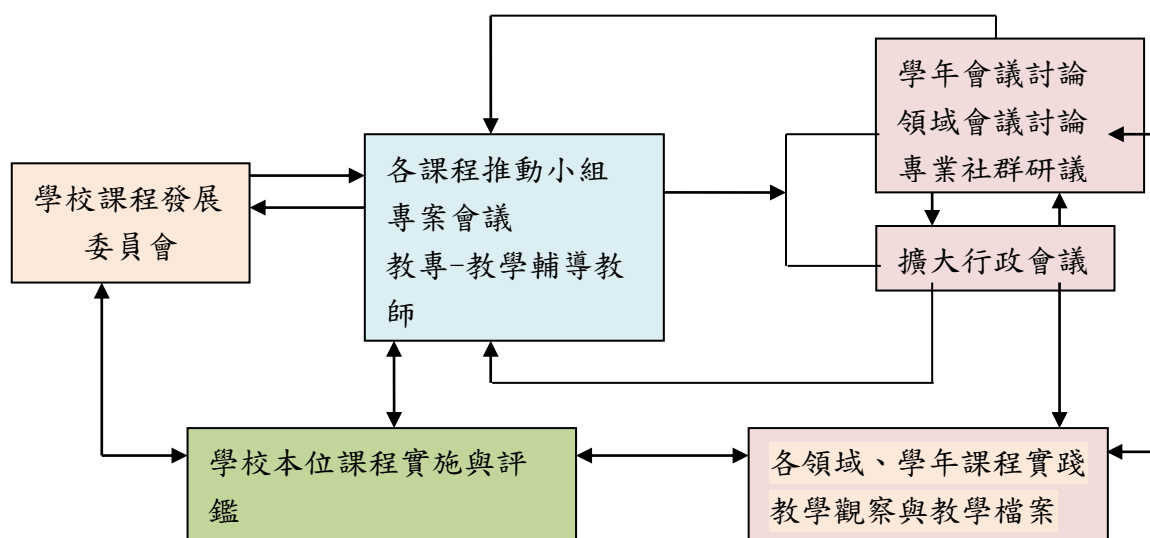 學年會議討論
領域會議討論
專業社群研議
各課程推動小組
專案會議
教專-教學輔導教
師
學校課程發展
委員會
擴大行政會議
學校本位課程實施與評
鑑
各領域、學年課程實踐
教學觀察與教學檔案